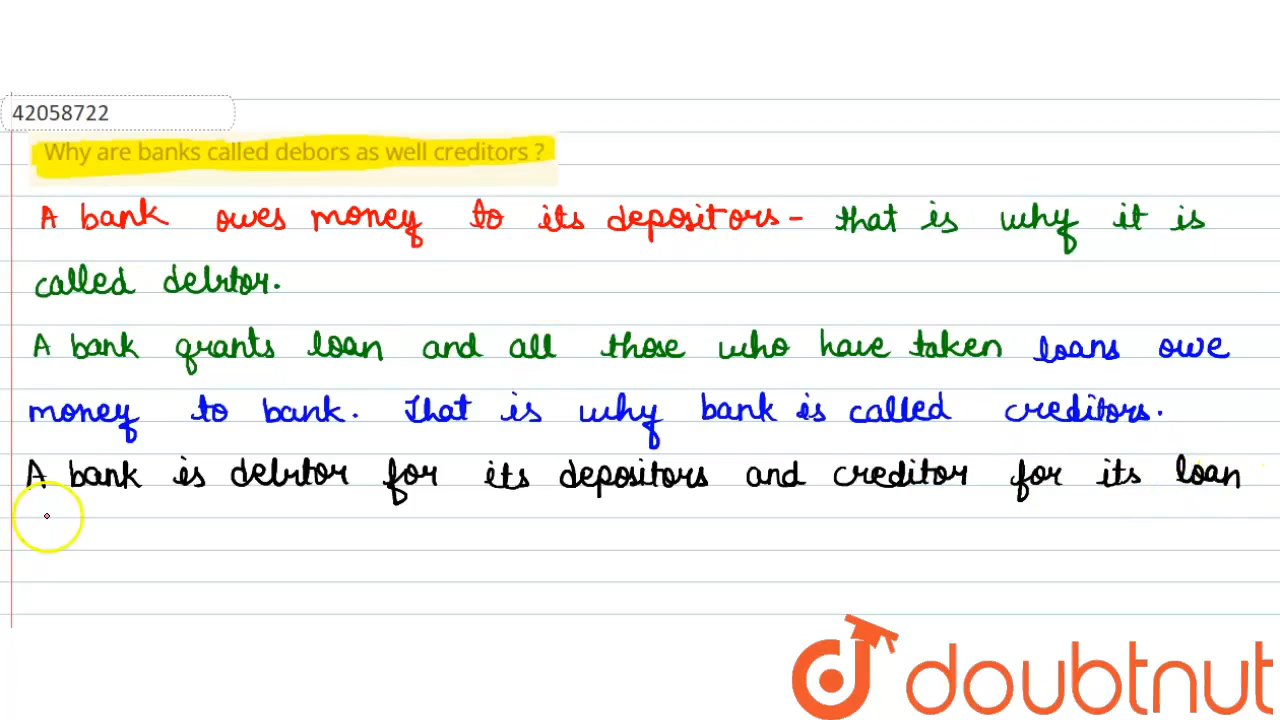 42058722
Why are banks called debors as well creditors ?
A bank owes money to its depositors - that is why it is
called debtor.
A bank grants loan and all those who have taken loans owe
money to bank. That is why bank is called creditors.
A bank is debtor for its depositors and creditor for its loan
doubtnut